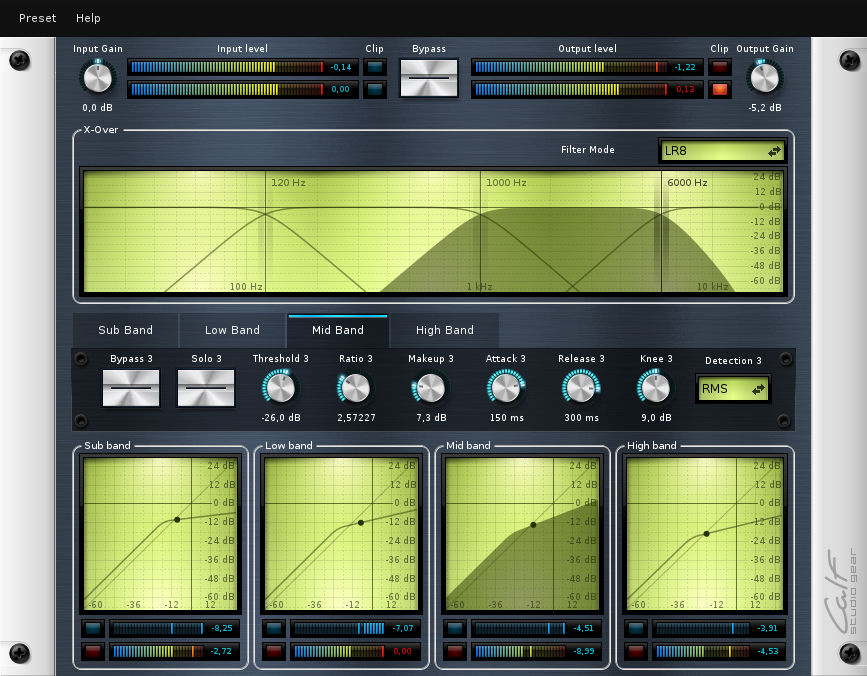 Preset Help
Input Gain Input level Clip Bypass Output level Clip Output Gain
-0,14 -1,22
0,00 0,13
0,0 dB -5,2 dB
X-Over
Filter Mode LR8
120 Hz 1000 Hz 6000 Hz 24 dB
12 dB
0 dB
-12 dB
-24 dB
-36 dB
-48 dB
-60 dB
100 Hz 1 kHz 10 kHz
Sub Band Low Band Mid Band High Band
Bypass 3 Solo 3 Threshold 3 Ratio 3 Makeup 3 Attack 3 Release 3 Knee 3 Detection 3
RMS
-26,0 dB 2,57227 7,3 dB 150 ms 300 ms 9,0 dB
Sub band Low band Mid band High band
24 dB 24 dB 24 dB 24 dB
12 dB 12 dB 12 dB 12 dB
0 dB 0 dB 0 dB 0 dB
-12 dB -12 dB -12 dB -12 dB
-24 dB -24 dB -24 dB -24 dB
-36 dB -36 dB -36 dB -36 dB
-48 dB -48 dB -48 dB -48 dB
-60 dB -60 dB -60 dB -60 dB
-60 -36 -12 12 -60 -36 -12 12 -60 -36 -12 12 -60 -36 -12 12
-8,25 -7,07 -4,51 -3,91
-2,72 0,00 -8,99 -4,53
Calf
studio gear